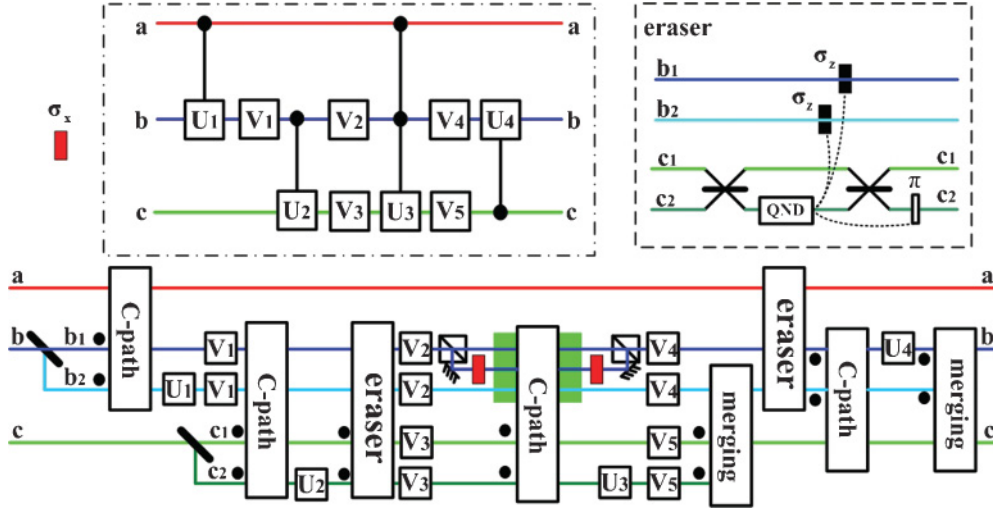 a a
σx
b U1 V1 V2 V4 U4 b
c U2 V3 U3 V5 c
eraser
σz
b1
σz
b2
c1 c1
π
c2 QND c2
a C-path eraser a
b b1 V1 C-path eraser V2 C-path V4 C-path U4 merging b
b2 U1 V1 V2 V4 merging
c c1 V3 V5 c
c2 U2 V3 U3 V5